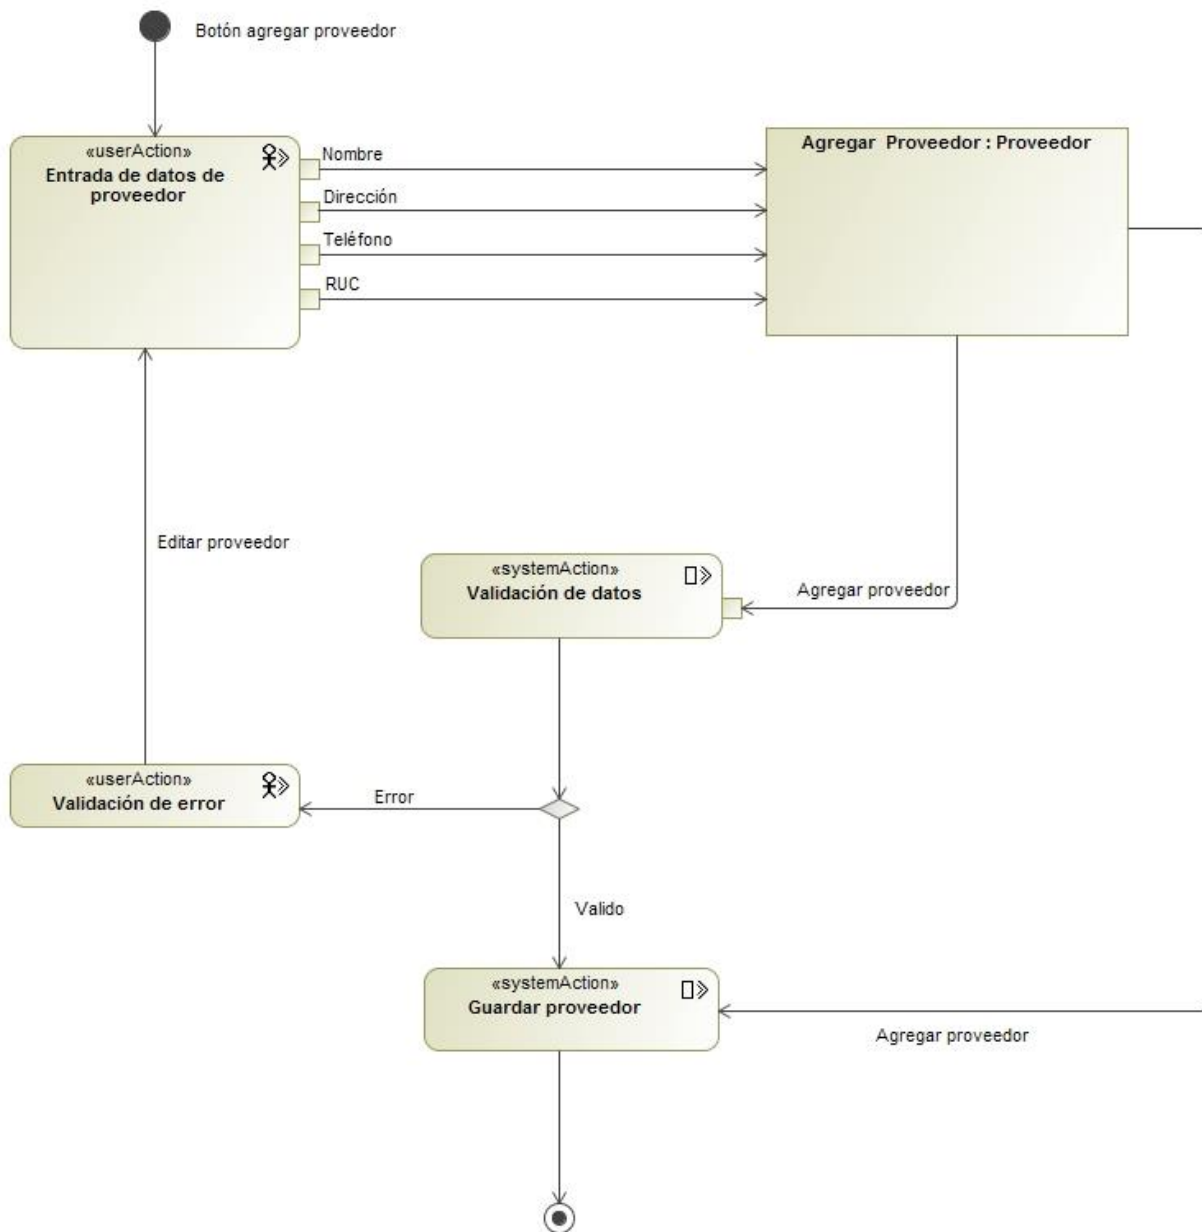 Botón agregar proveedor
«userAction»
Entrada de datos de
proveedor
Nombre
Dirección
Teléfono
RUC
Agregar Proveedor : Proveedor
Editar proveedor
«systemAction»
Validación de datos
Agregar proveedor
«userAction»
Validación de error
Error
Valido
«systemAction»
Guardar proveedor
Agregar proveedor